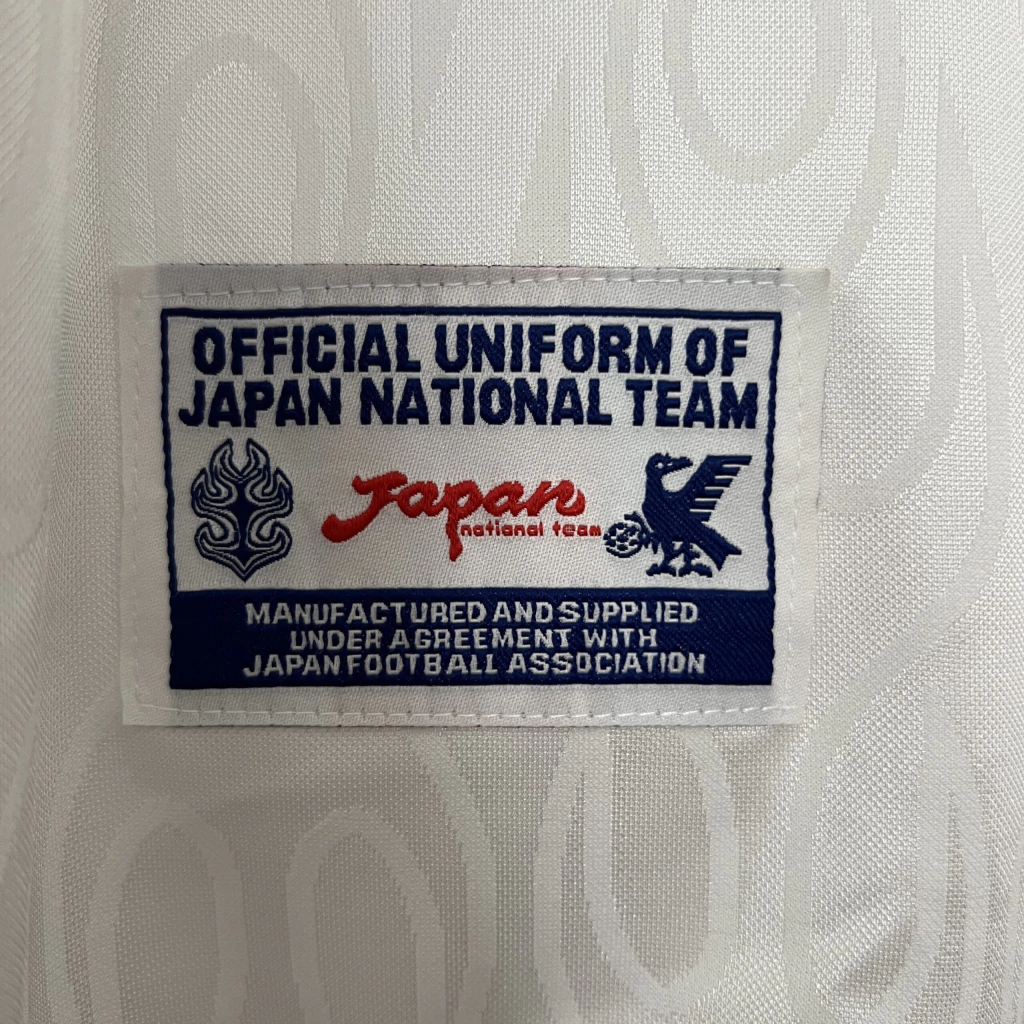 OFFICIAL UNIFORM OF
JAPAN NATIONAL TEAM
Japan
national team
MANUFACTURED AND SUPPLIED
UNDER AGREEMENT WITH
JAPAN FOOTBALL ASSOCIATION